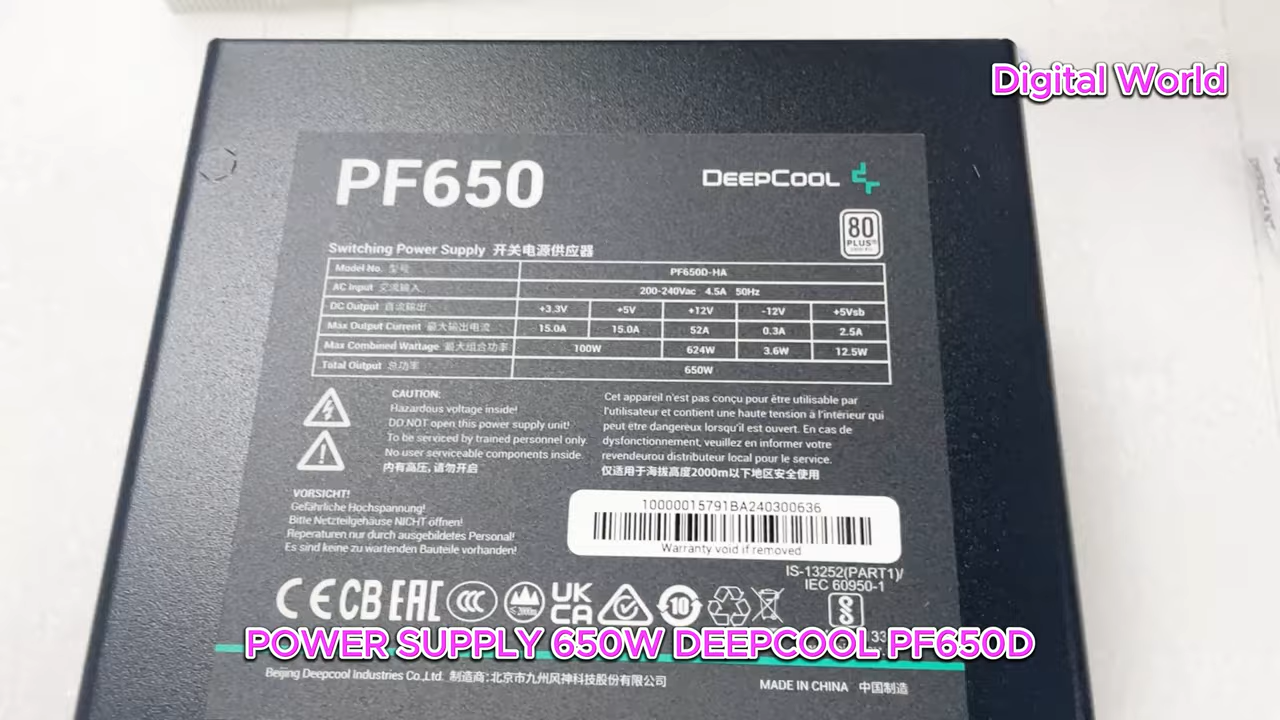 Digital World
PF650
DEEPCOOL
80
PLUS
Switching Power Supply 开关电源供应器
Model No. 型号 PF650D-HA
AC Input 交流输入 200-240Vac 4.5A 50Hz
DC Output 直流输出 +3.3V +5V +12V -12V +5Vsb
Max Output Current 最大输出电流 15.0A 15.0A 52A 0.3A 2.5A
Max Combined Wattage 最大组合功率 100W 624W 3.6W 12.5W
Total Output 总功率 650W
CAUTION:
Hazardous voltage inside!
DO NOT open this power supply unit!
To be serviced by trained personnel only
No user serviceable components inside
内有高压, 请勿开启
Cet appareil n'est pas conçu pour être utilisable par
l'utilisateur et contient une haute tension à l'intérieur qui
peut être dangereux lorsqu'il est ouvert. En cas de
dysfonctionnement, veuillez en informer votre
revendeurou distributeur local pour le service.
仅适用于海拔高度2000m以下地区安全使用
VORSICHT!
Gefährliche Hochspannung!
Bitte Netzteilgehäuse NICHT öffnen!
Reperaturen nur durch ausgebildetes Personal!
Es sind keine zu wartenden Bauteile vorhanden!
10000015791BA240300636
Warranty void if removed
IS-13252(PART1)/
IEC 60950-1
CE CB EAC CCC ≤2000m UK CA 10
POWER SUPPLY 650W DEEPCOOL PF650D
Beijing Deepcool Industries Co.,Ltd. 制造商:北京市九州风神科技股份有限公司
MADE IN CHINA 中国制造